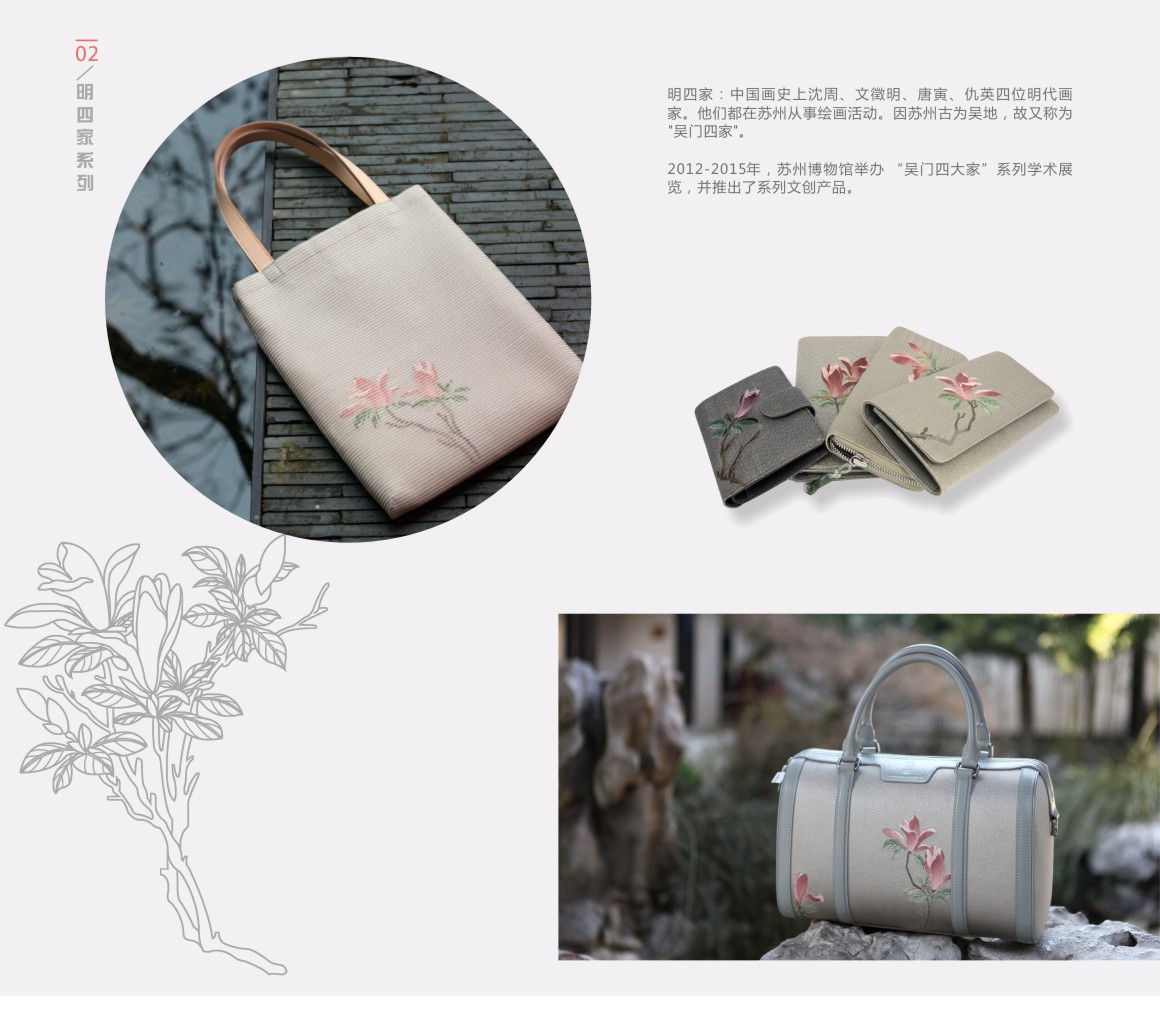 02
明四家系列
明四家：中国画史上沈周、文徵明、唐寅、仇英四位明代画
家。他们都在苏州从事绘画活动。因苏州古为吴地，故又称为
"吴门四家"。
2012-2015年，苏州博物馆举办 “吴门四大家”系列学术展
览，并推出了系列文创产品。